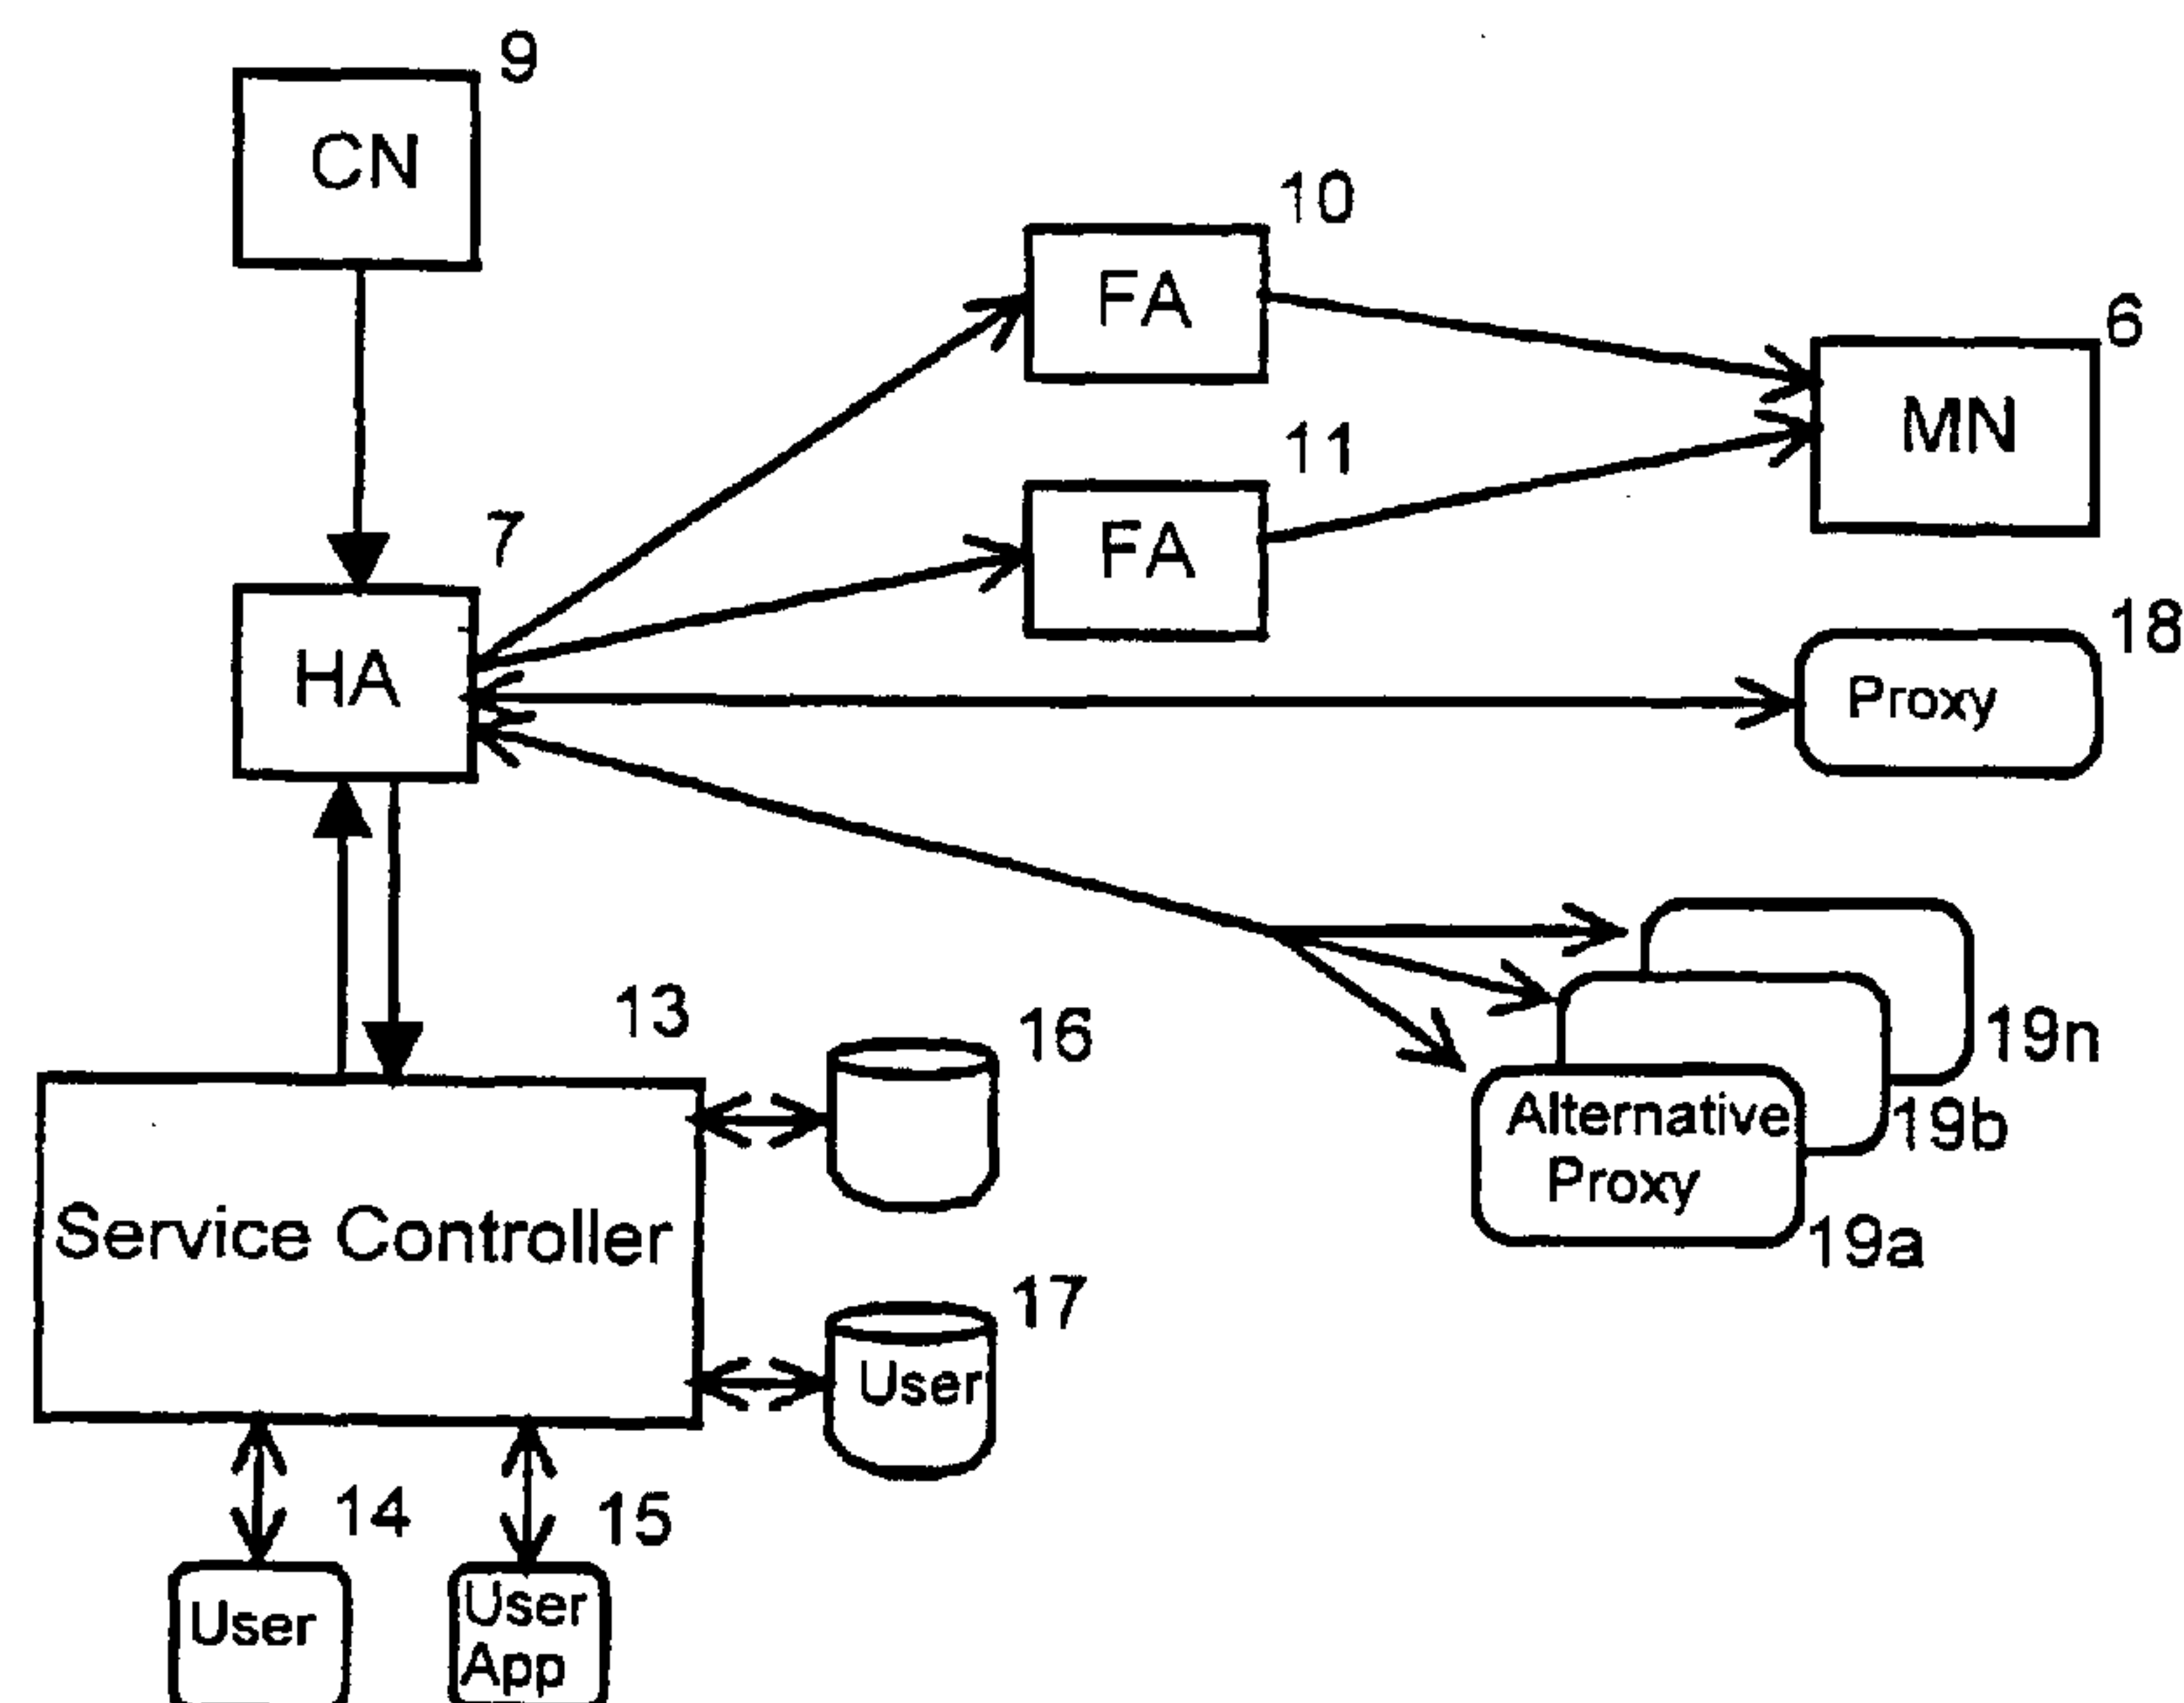 9
CN
10
FA
6
MN
11
FA
7
HA
18
Proxy
13
16
19n
Alternative
Proxy
19b
19a
Service Controller
17
User
14
15
User
User
App